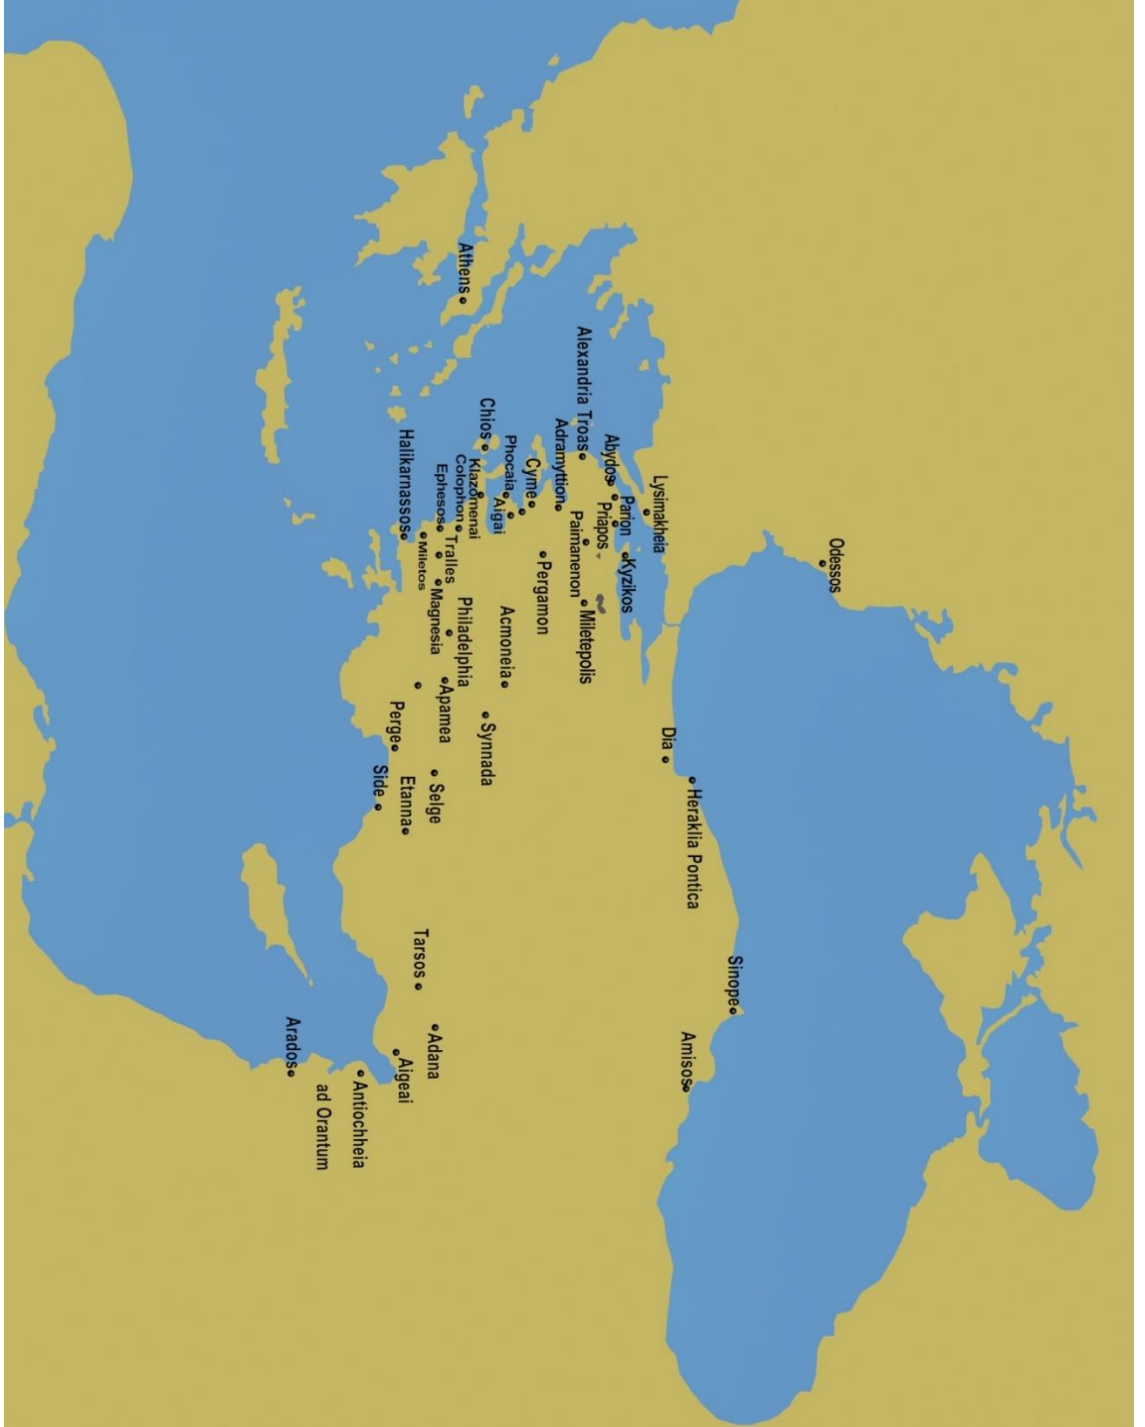 Odessos
Sinope
Heraklia Pontica
Amisos
Dia
Lysimakheia
Kyzikos
Parion
Abydos
Priapos
Miletepolis
Alexandria Troas
Paimanenon
Adramyttion
Pergamon
Cyme
Phocaia
Aigai
Acmoneia
Chios
Synnada
Klazomenai
Colophon
Philadelphia
Athens
Ephesos
Tralles
Apamea
Magnesia
Selge
Adana
Miletos
Tarsos
Halikarnassos
Etanna
Aigeai
Perge
Side
Antiochheia
ad Orantum
Arados